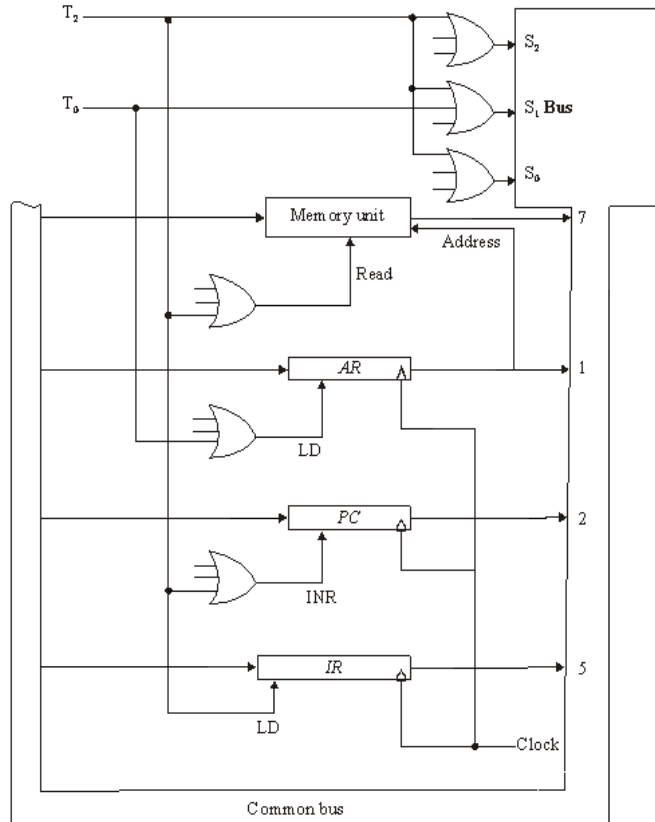 T₂
S₂
T₀
S₁ Bus
S₀
Memory unit
7
Address
Read
AR
1
LD
PC
2
INR
IR
5
LD
Clock
Common bus